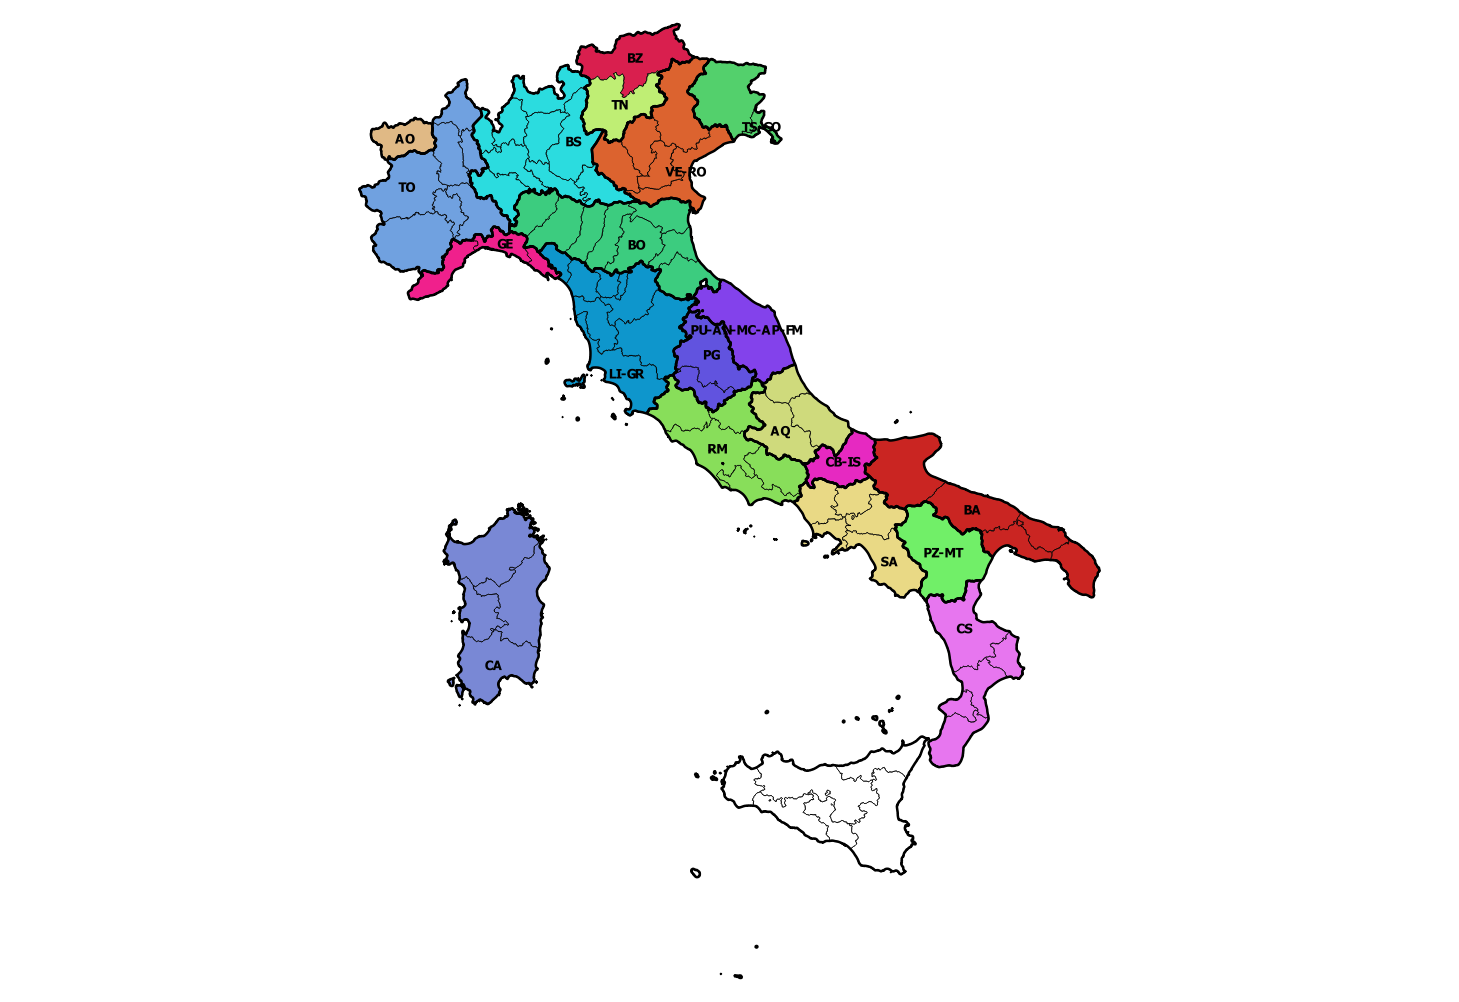 BZ
TN
TS-GO
AO
BS
VE-RO
TO
GE
BO
PU-AN-MC-AP-FM
PG
LI-GR
AQ
RM
CB-IS
BA
PZ-MT
SA
CS
CA